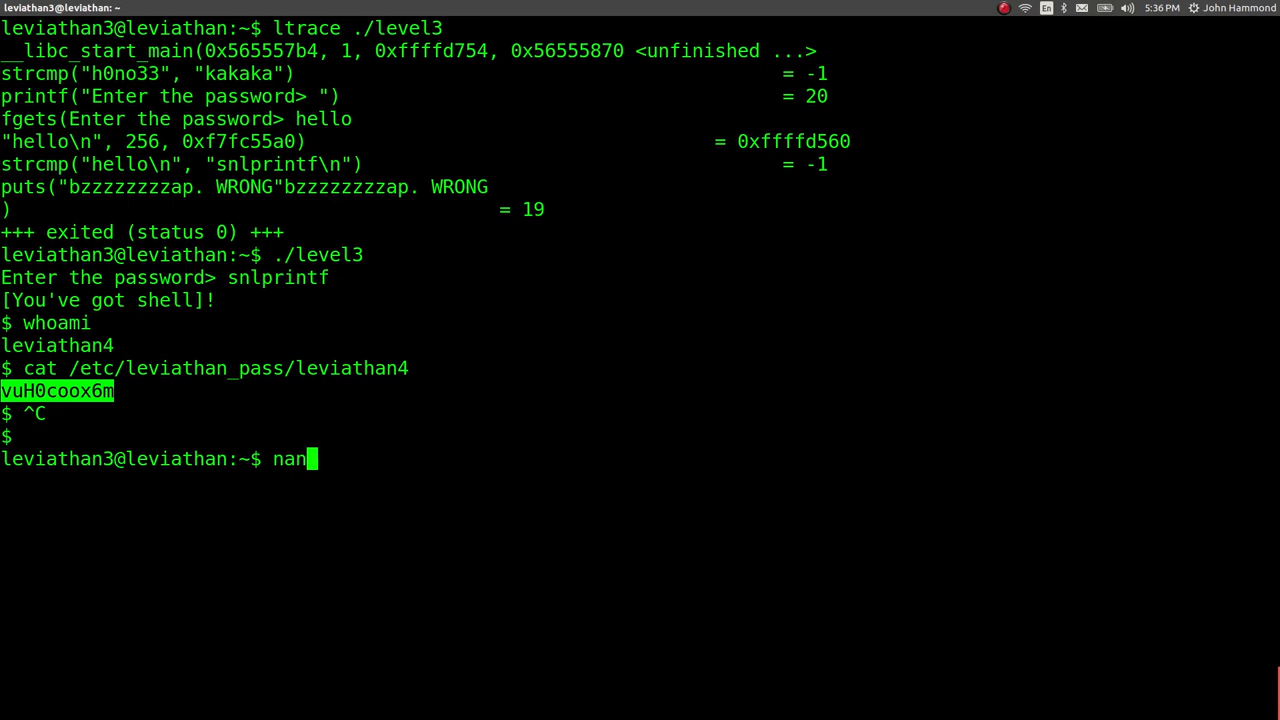 leviathan3@leviathan: ~
En
5:36 PM
John Hammond
leviathan3@leviathan:~$ ltrace ./level3
__libc_start_main(0x565557b4, 1, 0xffffd754, 0x56555870 <unfinished ...>
strcmp("h0no33", "kakaka") = -1
printf("Enter the password> ") = 20
fgets(Enter the password> hello
"hello\n", 256, 0xf7fc55a0) = 0xffffd560
strcmp("hello\n", "snlprintf\n") = -1
puts("bzzzzzzzzap. WRONG"bzzzzzzzzap. WRONG
) = 19
+++ exited (status 0) +++
leviathan3@leviathan:~$ ./level3
Enter the password> snlprintf
[You've got shell]!
$ whoami
leviathan4
$ cat /etc/leviathan_pass/leviathan4
vuH0coox6m
$ ^C
$
leviathan3@leviathan:~$ nan